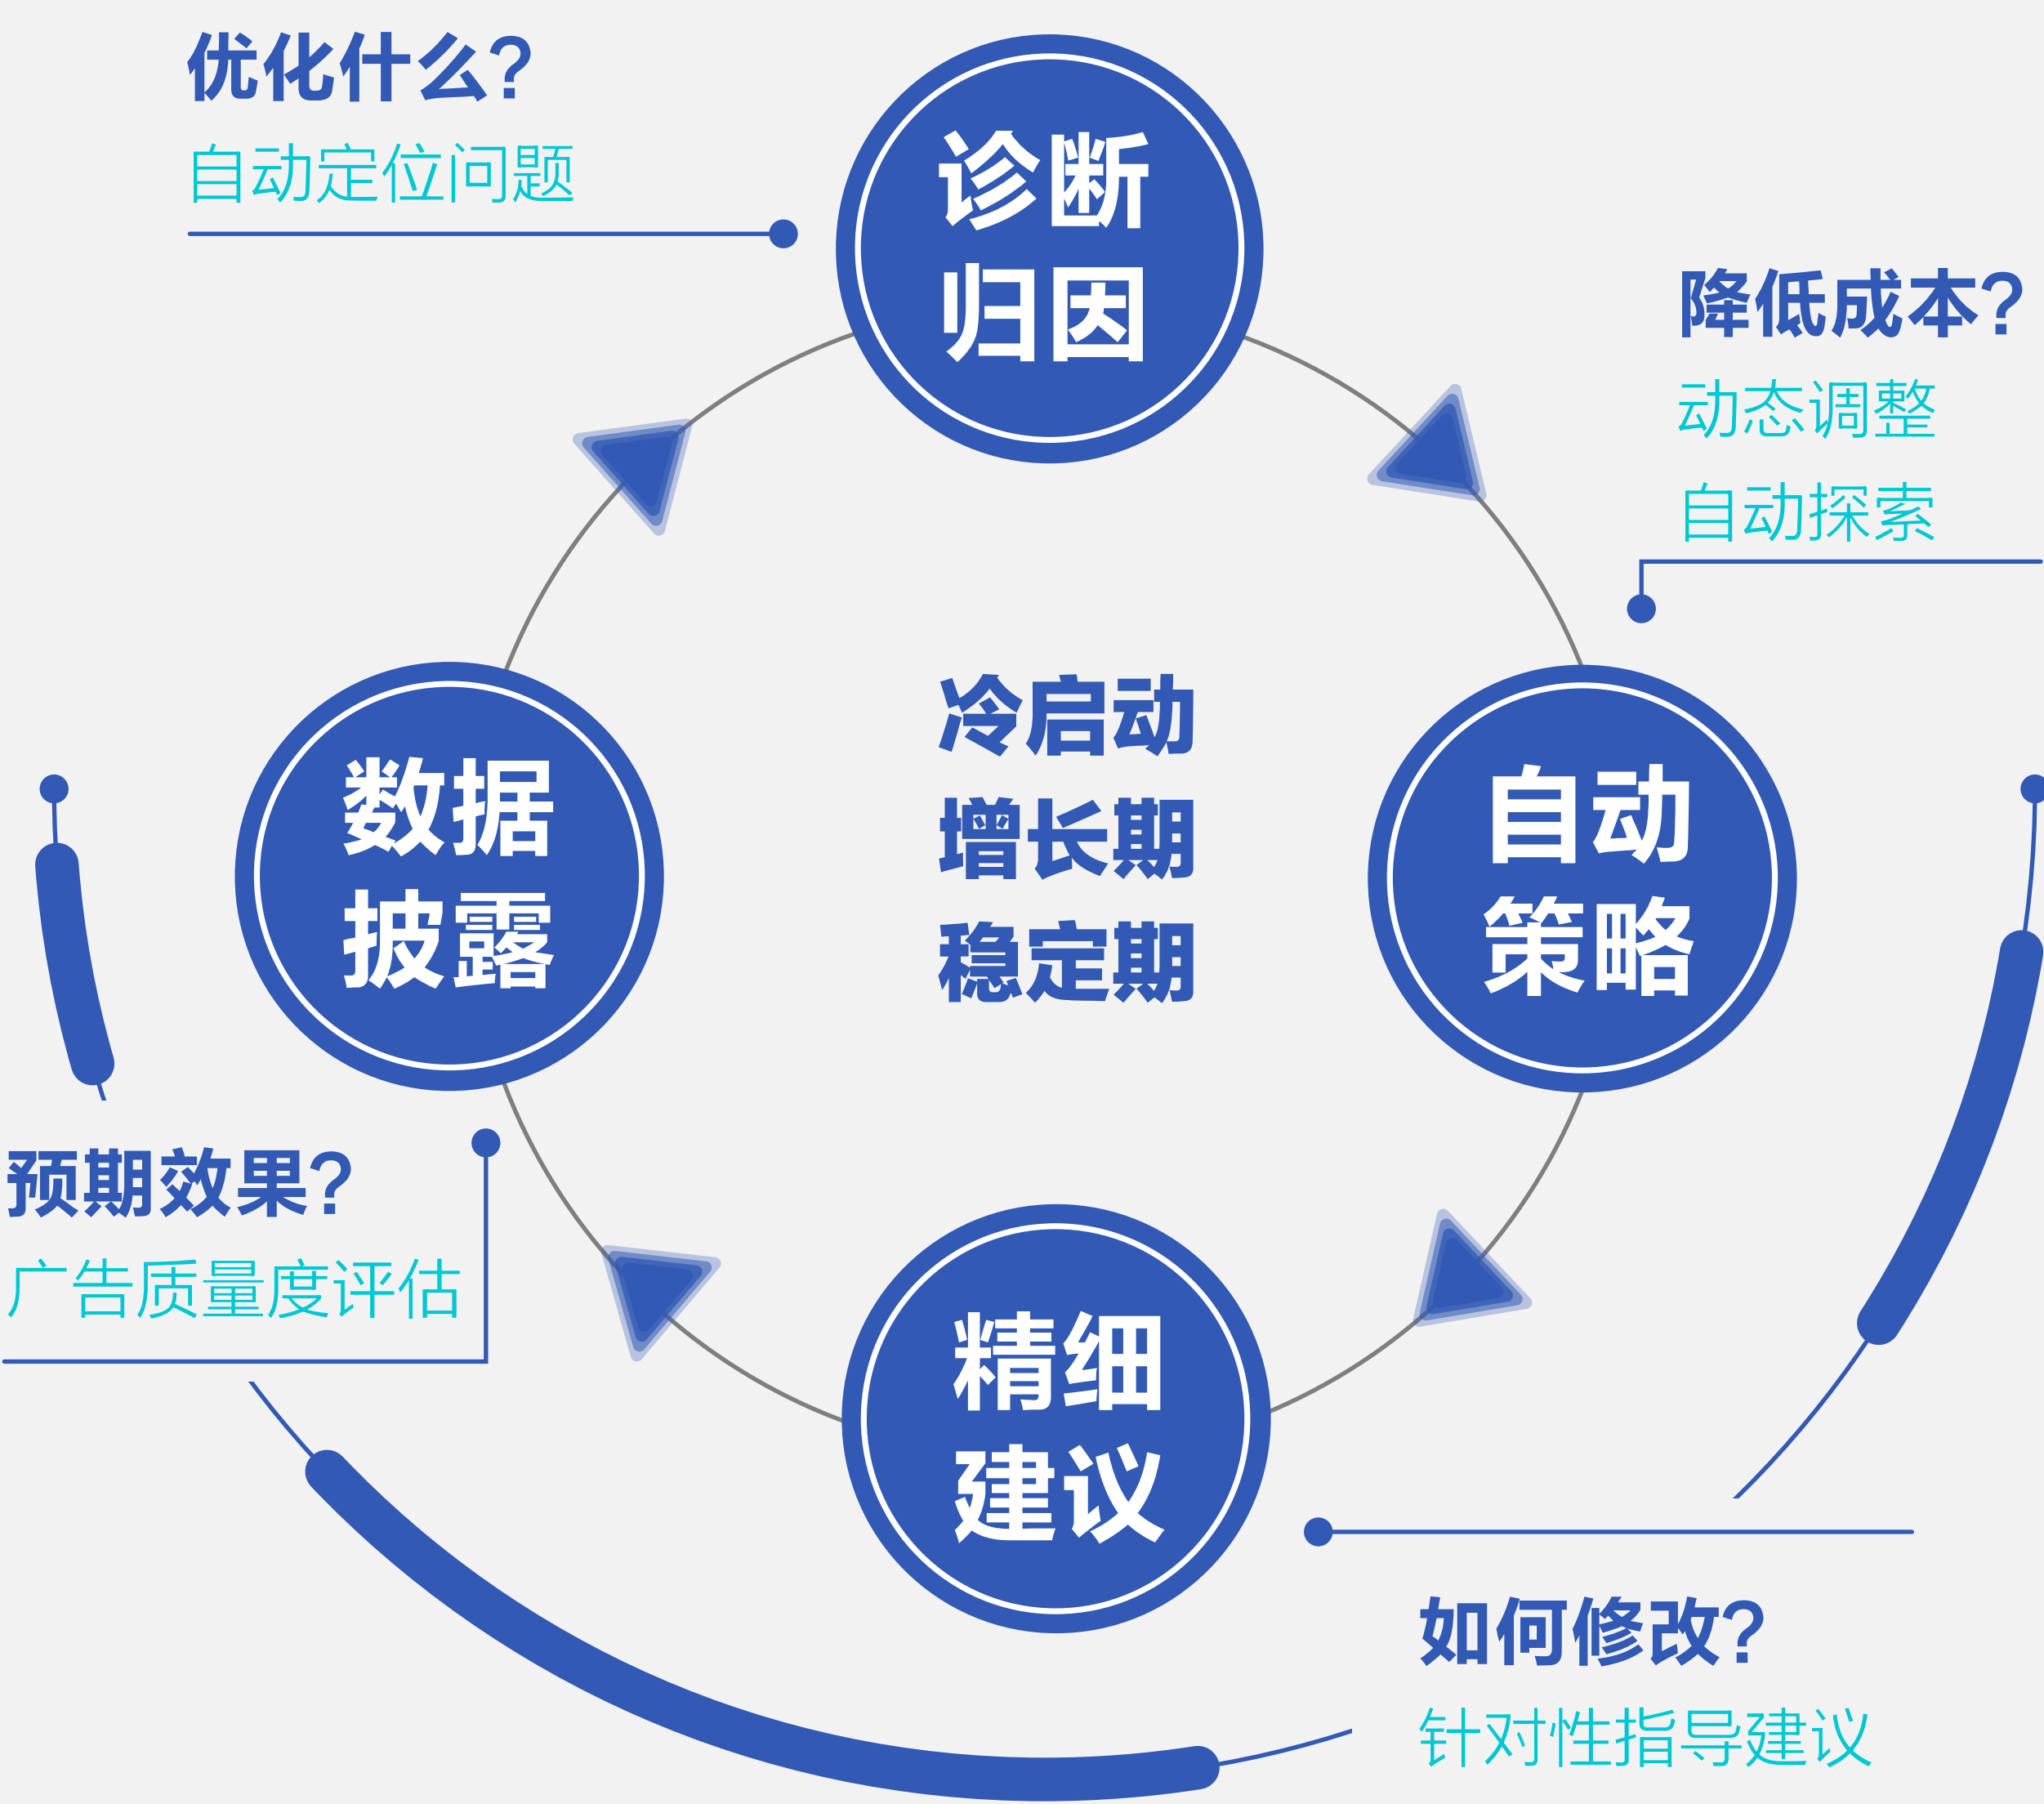 优化什么?
自动定位问题
诊断
归因
降低成本?
动态调整
自动探索
冷启动
增长期
稳定期
数据
披露
自动
策略
预期效果?
广告质量度评估
精细
建议
如何修改?
针对性指导建议